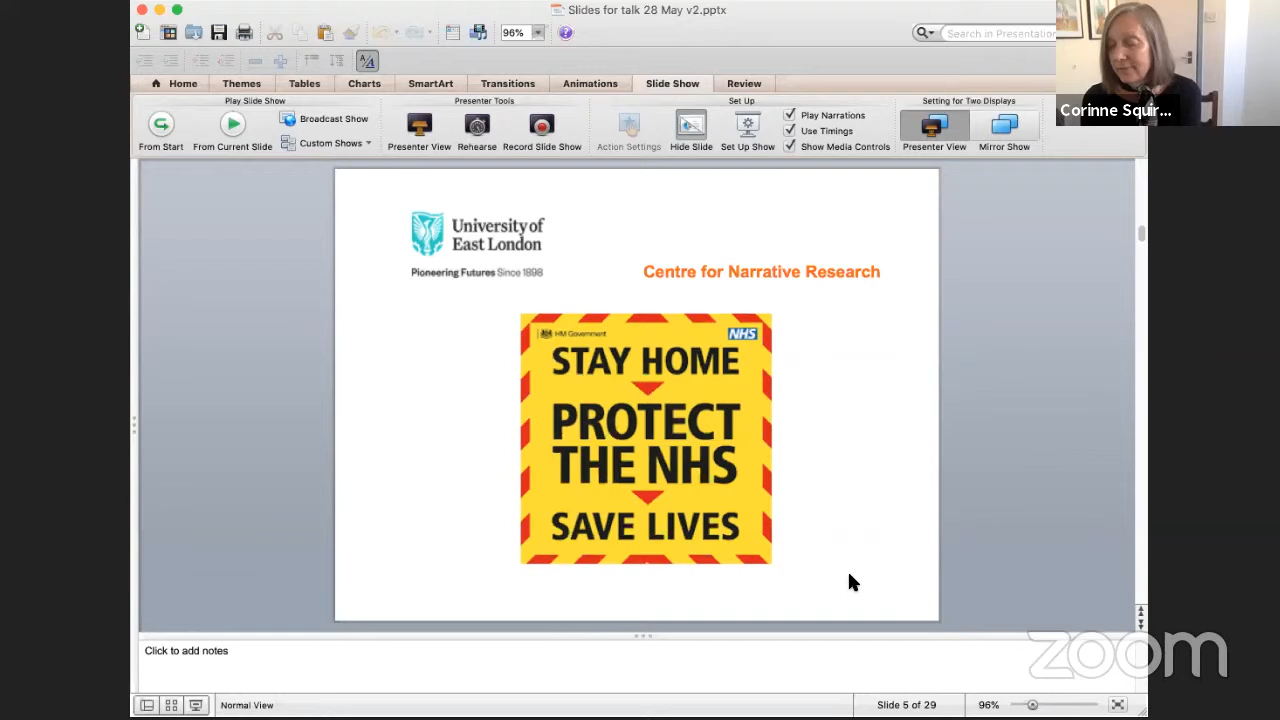 Slides for talk 28 May v2.pptx
96%
Search in Presentation
Home
Themes
Tables
Charts
SmartArt
Transitions
Animations
Slide Show
Review
Play Slide Show
Presenter Tools
Set Up
Setting for Two Displays
From Start
From Current Slide
Broadcast Show
Custom Shows
Presenter View
Rehearse
Record Slide Show
Action Settings
Hide Slide
Set Up Show
Play Narrations
Use Timings
Show Media Controls
Presenter View
Mirror Show
Corinne Squir...
University of
East London
Pioneering Futures Since 1898
Centre for Narrative Research
HM Government
NHS
STAY HOME
PROTECT
THE NHS
SAVE LIVES
Click to add notes
zoom
Normal View
Slide 5 of 29
96%